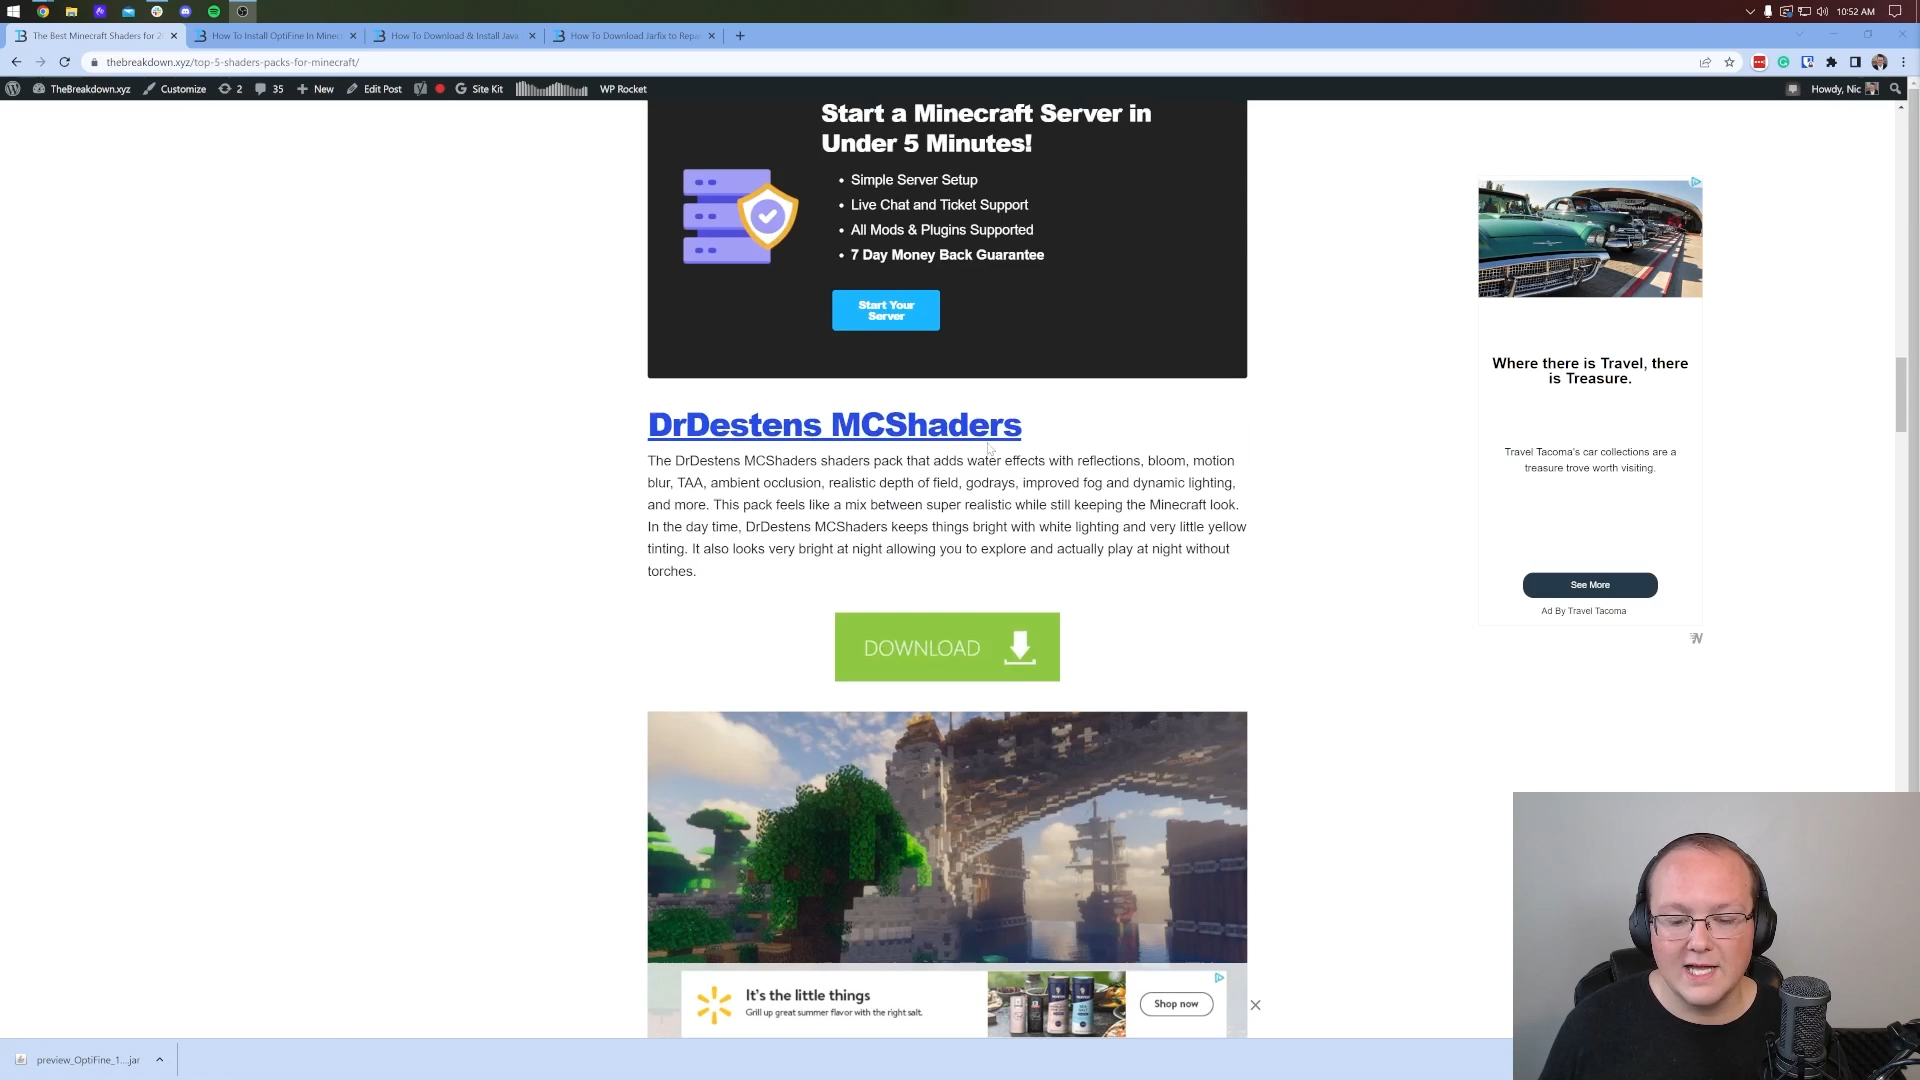 10:52 AM
The Best Minecraft Shaders for 2
How To Install OptiFine In Minec
How To Download & Install Java
How To Download Jarfix to Repa
thebreakdown.xyz/top-5-shaders-packs-for-minecraft/
TheBreakdown.xyz Customize 2 35 New Edit Post Site Kit WP Rocket Howdy, Nic
Start a Minecraft Server in
Under 5 Minutes!
• Simple Server Setup
• Live Chat and Ticket Support
• All Mods & Plugins Supported
• 7 Day Money Back Guarantee
Start Your
Server
DrDestens MCShaders
The DrDestens MCShaders shaders pack that adds water effects with reflections, bloom, motion
blur, TAA, ambient occlusion, realistic depth of field, godrays, improved fog and dynamic lighting,
and more. This pack feels like a mix between super realistic while still keeping the Minecraft look.
In the day time, DrDestens MCShaders keeps things bright with white lighting and very little yellow
tinting. It also looks very bright at night allowing you to explore and actually play at night without
torches.
DOWNLOAD
Where there is Travel, there
is Treasure.
Travel Tacoma's car collections are a
treasure trove worth visiting.
See More
Ad By Travel Tacoma
It's the little things
Grill up great summer flavor with the right salt.
Shop now
preview_OptiFine_1....jar